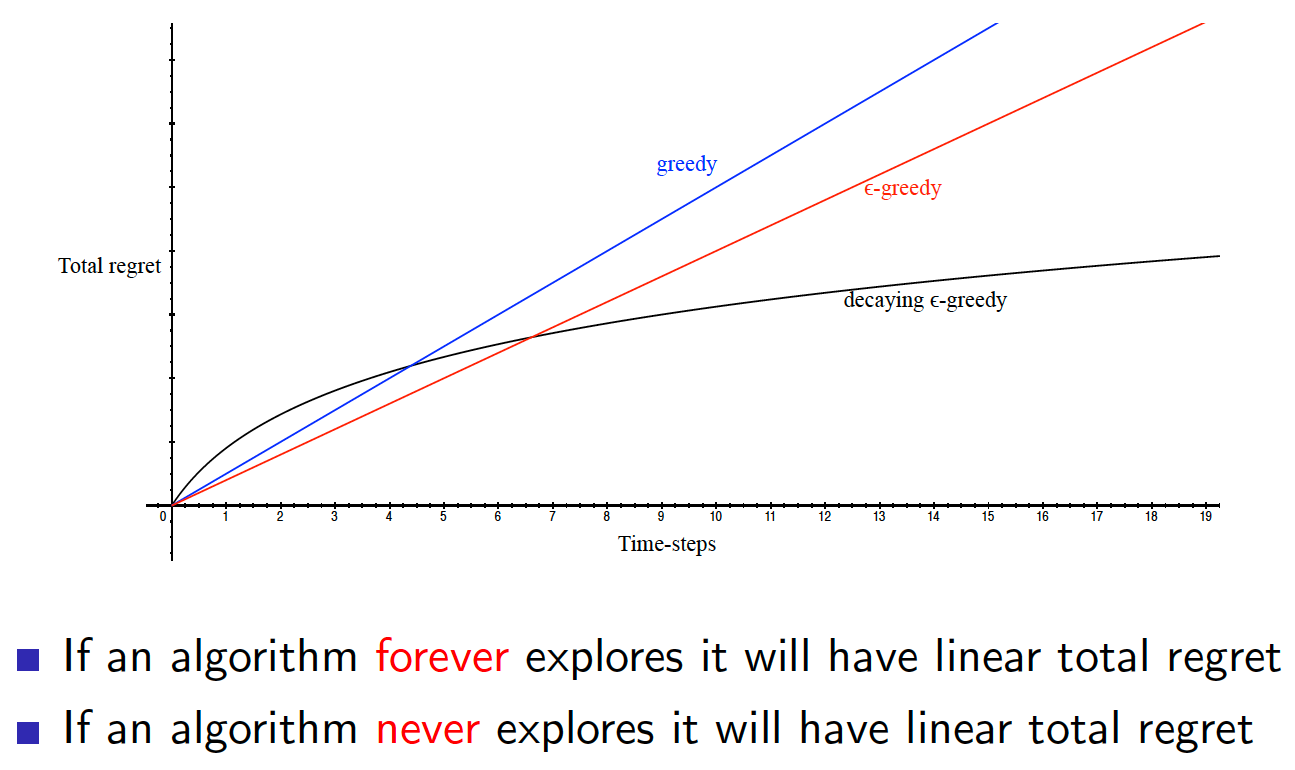 greedy
ϵ-greedy
Total regret
decaying ϵ-greedy
0 1 2 3 4 5 6 7 8 9 10 11 12 13 14 15 16 17 18 19
Time-steps
If an algorithm forever explores it will have linear total regret
If an algorithm never explores it will have linear total regret